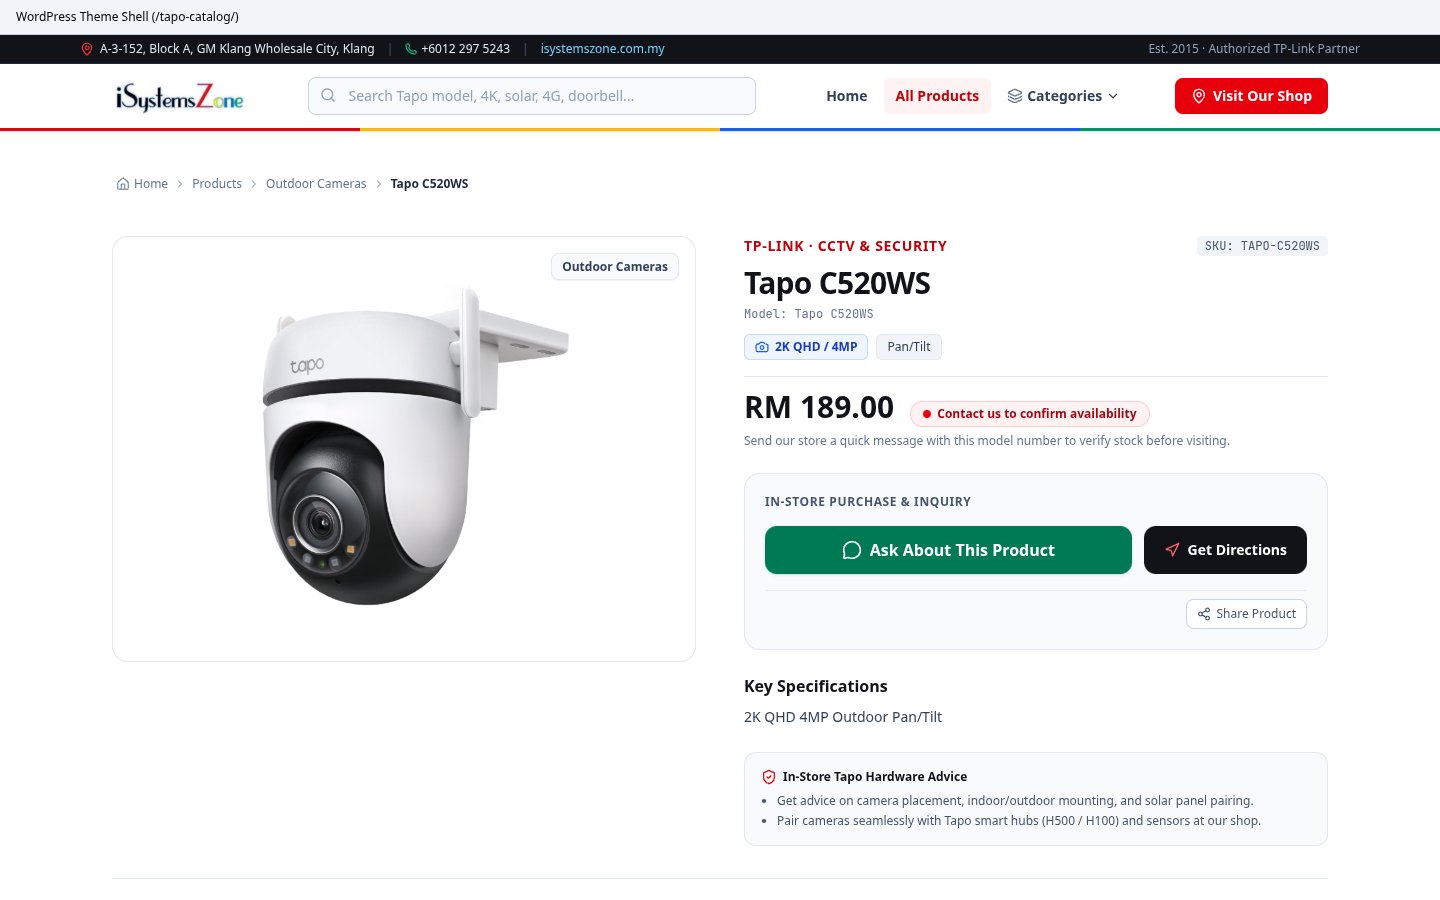 WordPress Theme Shell (/tapo-catalog/)
A-3-152, Block A, GM Klang Wholesale City, Klang | +6012 297 5243 | isystemszone.com.my
Est. 2015 · Authorized TP-Link Partner
iSystemsZone
Search Tapo model, 4K, solar, 4G, doorbell...
Home
All Products
Categories
Visit Our Shop
Home > Products > Outdoor Cameras > Tapo C520WS
Outdoor Cameras
tapo
TP-LINK · CCTV & SECURITY
SKU: TAPO-C520WS
Tapo C520WS
Model: Tapo C520WS
2K QHD / 4MP
Pan/Tilt
RM 189.00
Contact us to confirm availability
Send our store a quick message with this model number to verify stock before visiting.
IN-STORE PURCHASE & INQUIRY
Ask About This Product
Get Directions
Share Product
Key Specifications
2K QHD 4MP Outdoor Pan/Tilt
In-Store Tapo Hardware Advice
• Get advice on camera placement, indoor/outdoor mounting, and solar panel pairing.
• Pair cameras seamlessly with Tapo smart hubs (H500 / H100) and sensors at our shop.